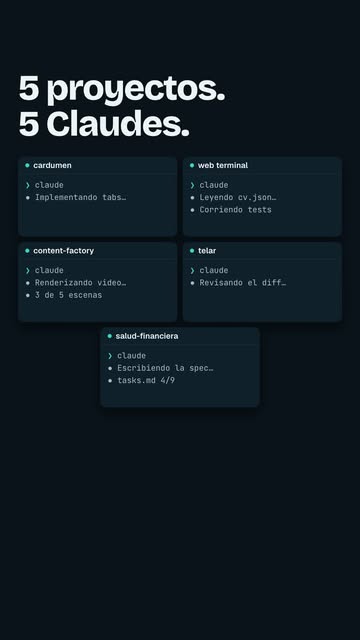 5 proyectos.
5 Claudes.
cardumen
❯ claude
● Implementando tabs…
web terminal
❯ claude
● Leyendo cv.json…
● Corriendo tests
content-factory
❯ claude
● Renderizando video…
● 3 de 5 escenas
telar
❯ claude
● Revisando el diff…
salud-financiera
❯ claude
● Escribiendo la spec…
● tasks.md 4/9